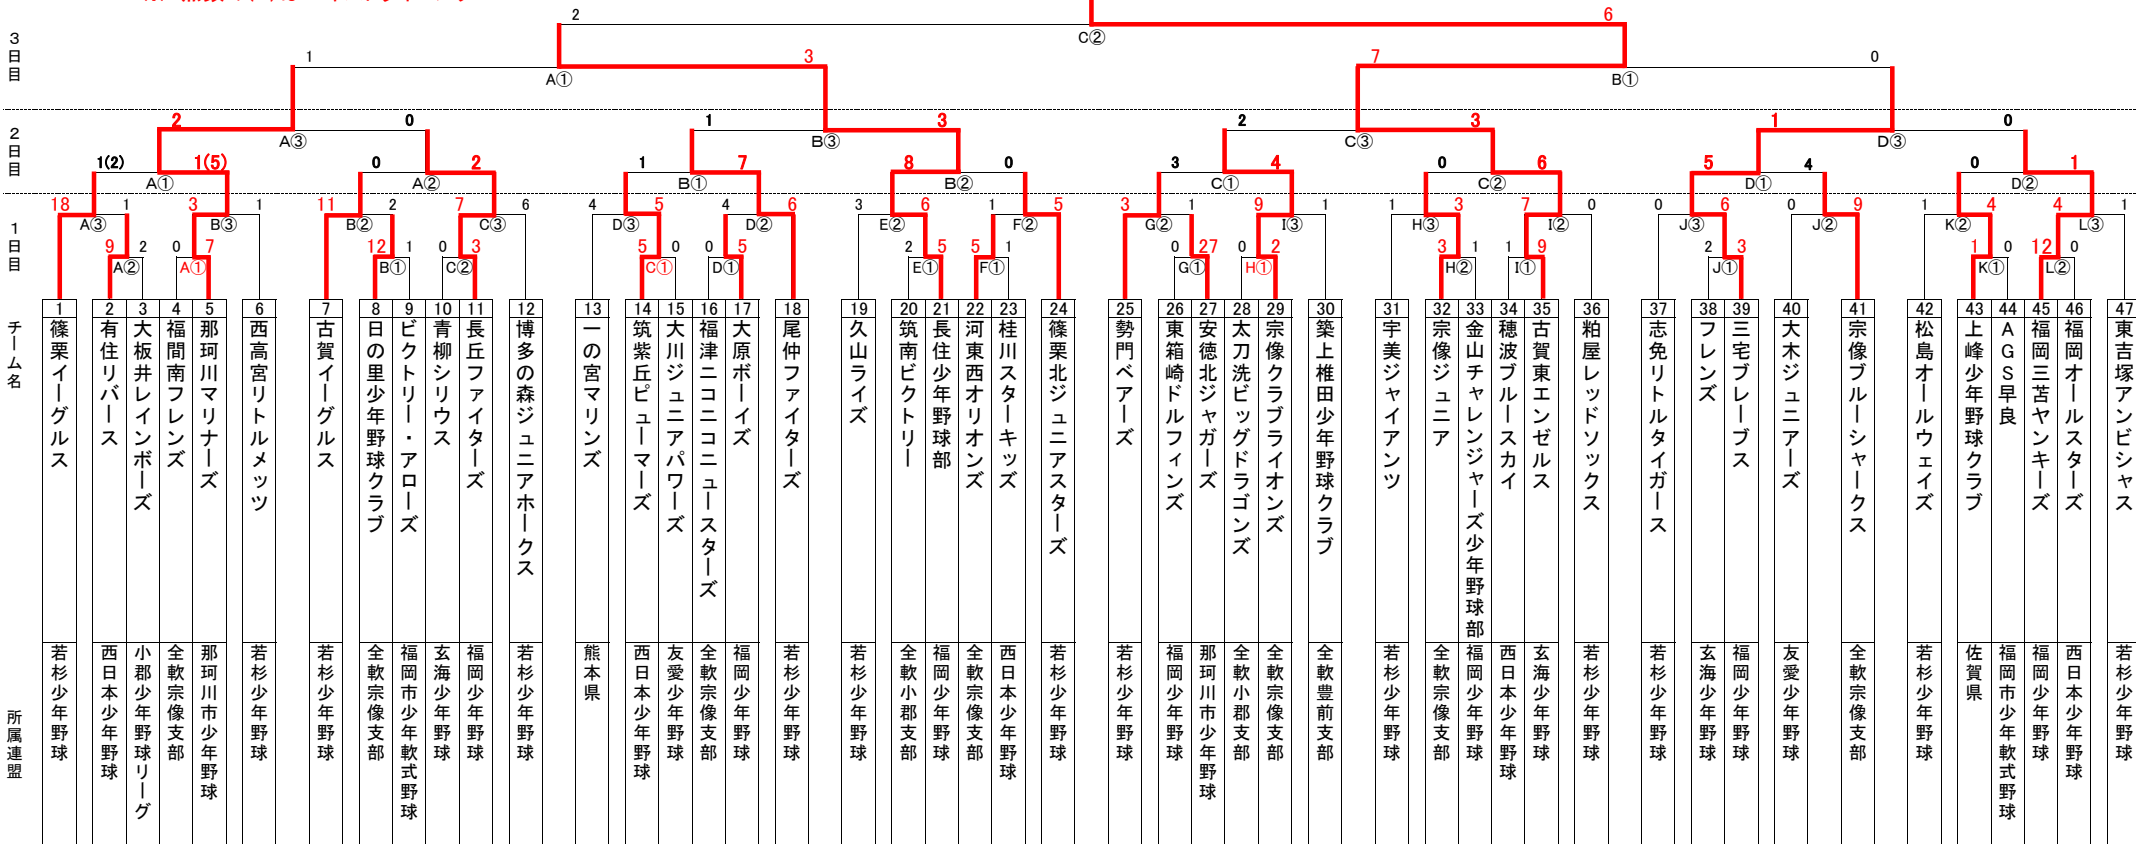 2 6
C②
3日目
1 3 7 0
A① B①
2 0 1 3 2 3 1 0
2日目
A③ B③ C③ D③
1(2) 1(5) 0 2 1 7 8 0 3 4 0 6 5 4 0 1
A① A② B① B② C① C② D① D②
18 1 3 1 11 2 7 6 4 5 4 6 3 6 1 5 3 1 9 1 1 3 7 0 0 6 0 9 1 4 4 1
1日目
A③ B③ B② C③ D③ D② E② F② G② I③ H③ I② J③ J② K② L③
9 2 0 7 12 1 0 3 5 0 0 5 2 5 5 1 0 27 0 2 3 1 1 9 2 3 1 0 12 0
A② A① B① C② C① D① E① F① G① H① H② I① J① K① L②
1 2 3 4 5 6 7 8 9 10 11 12 13 14 15 16 17 18 19 20 21 22 23 24 25 26 27 28 29 30 31 32 33 34 35 36 37 38 39 40 41 42 43 44 45 46 47
チーム名
篠栗イーグルス
有住リバース
大板井レインボーズ
福間南フレンズ
那珂川マリナーズ
西高宮リトルメッツ
古賀イーグルス
日の里少年野球クラブ
ビクトリー・アローズ
青柳シリウス
長丘ファイターズ
博多の森ジュニアホークス
一の宮マリンズ
筑紫丘ピューマーズ
大川ジュニアパワーズ
福津ニコニコニュースターズ
大原ボーイズ
尾仲ファイターズ
久山ライズ
筑南ビクトリー
長住少年野球部
河東西オリオンズ
桂川スターキッズ
篠栗北ジュニアスターズ
勢門ベアーズ
東箱崎ドルフィンズ
安徳北ジャガーズ
太刀洗ビッグドラゴンズ
宗像クラブライオンズ
築上椎田少年野球クラブ
宇美ジャイアンツ
宗像ジュニア
金山チャレンジャーズ少年野球部
穂波ブルースカイ
古賀東エンゼルス
粕屋レッドソックス
志免リトルタイガース
フレンズ
三宅ブレーブス
大木ジュニアーズ
宗像ブルーシャークス
松島オールウェイズ
上峰少年野球クラブ
AGS早良
福岡三苫ヤンキーズ
福岡オールスターズ
東吉塚アンビシャス
所属連盟
若杉少年野球
西日本少年野球
小郡少年野球リーグ
全軟宗像支部
那珂川市少年野球
若杉少年野球
若杉少年野球
全軟宗像支部
福岡市少年軟式野球
玄海少年野球
福岡少年野球
若杉少年野球
熊本県
西日本少年野球
友愛少年野球
全軟宗像支部
福岡少年野球
若杉少年野球
若杉少年野球
全軟小郡支部
福岡少年野球
全軟宗像支部
西日本少年野球
若杉少年野球
若杉少年野球
福岡少年野球
那珂川市少年野球
全軟小郡支部
全軟宗像支部
全軟豊前支部
若杉少年野球
全軟宗像支部
福岡少年野球
西日本少年野球
玄海少年野球
若杉少年野球
若杉少年野球
玄海少年野球
福岡少年野球
友愛少年野球
全軟宗像支部
若杉少年野球
佐賀県
福岡市少年軟式野球
福岡少年野球
西日本少年野球
若杉少年野球